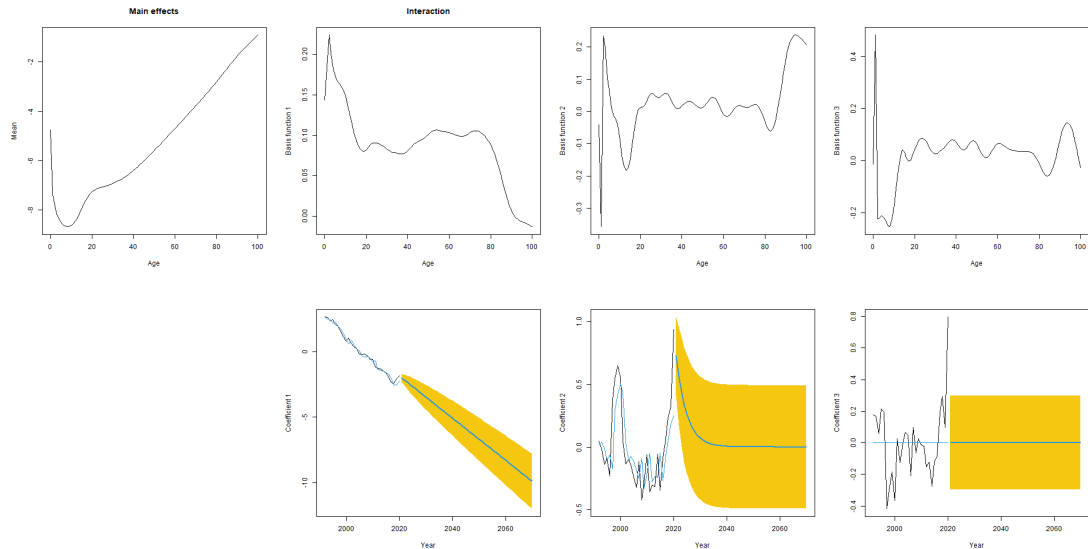 Main effects
Interaction
Mean
-2
-4
-6
-8
0 20 40 60 80 100
Age
Basis function 1
0.20
0.15
0.10
0.05
0.00
0 20 40 60 80 100
Age
Basis function 2
0.2
0.1
0.0
-0.1
-0.2
-0.3
0 20 40 60 80 100
Age
Basis function 3
0.4
0.2
0.0
-0.2
0 20 40 60 80 100
Age
Coefficient 1
0
-5
-10
2000 2020 2040 2060
Year
Coefficient 2
1.0
0.5
0.0
-0.5
2000 2020 2040 2060
Year
Coefficient 3
0.8
0.6
0.4
0.2
0.0
-0.2
-0.4
2000 2020 2040 2060
Year